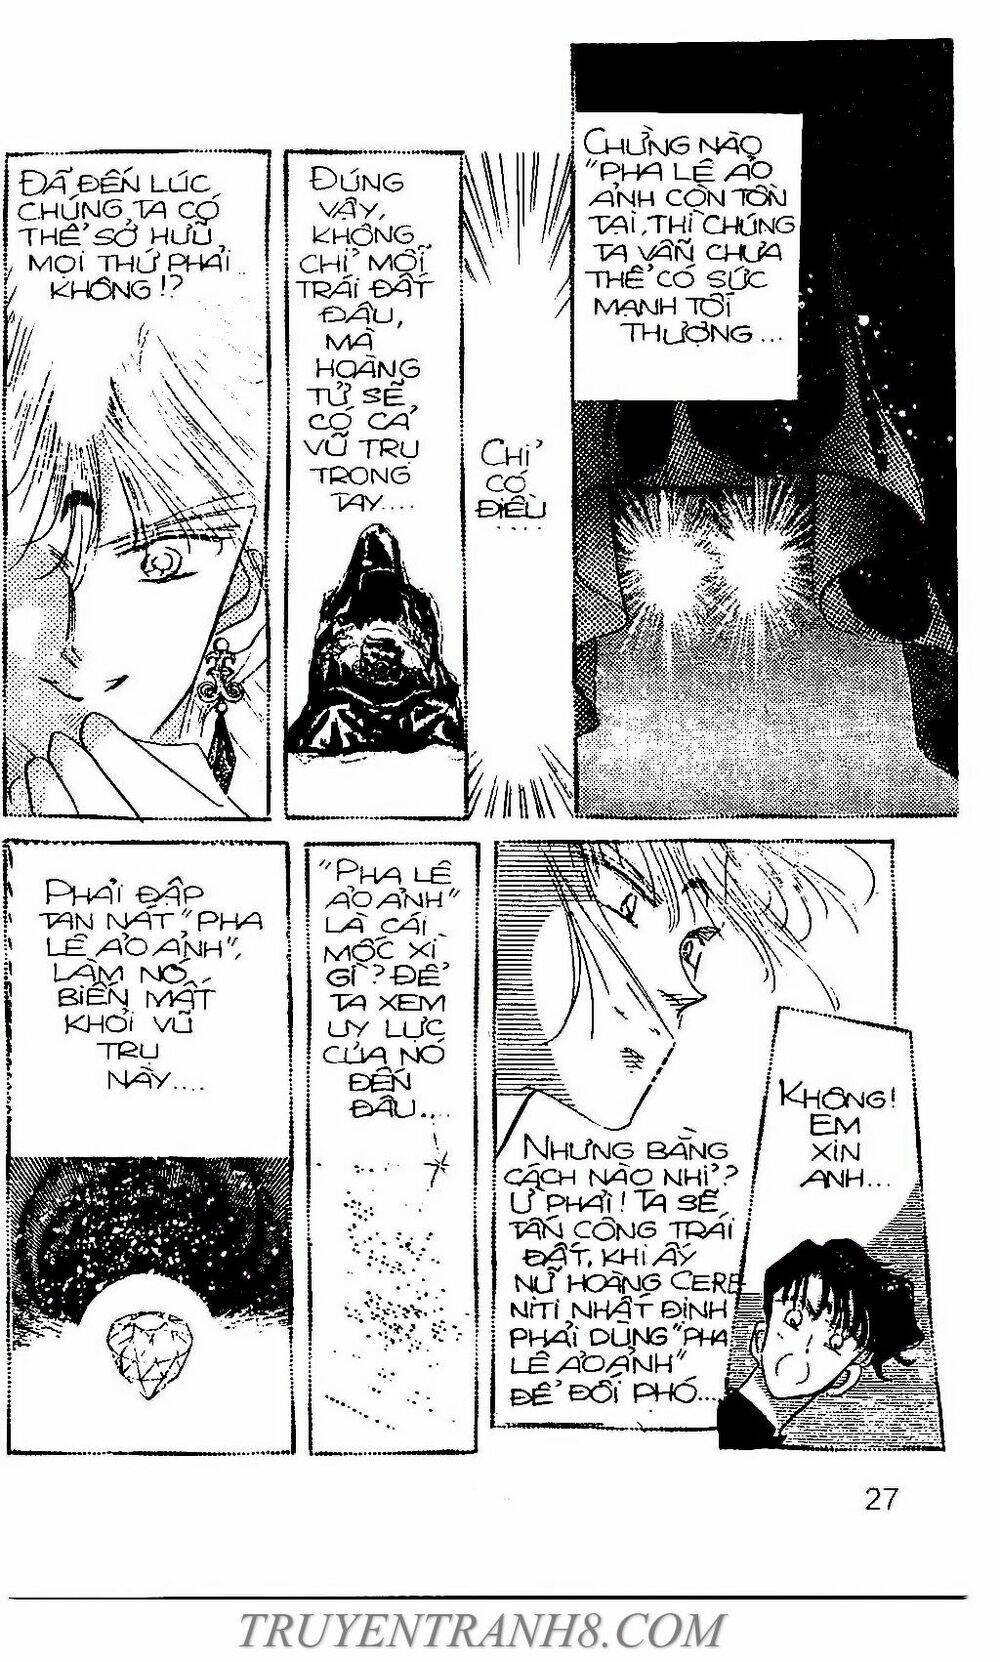 ĐÃ ĐẾN LÚC
CHÚNG TA CÓ
THỂ SỞ HỮU
MỌI THỨ PHẢI
KHÔNG!?
ĐÚNG
VẬY,
KHÔNG
CHỈ MỖI
TRÁI ĐẤT
ĐÂU,
MÀ
HOÀNG
TỬ SẼ
CÓ CẢ
VŨ TRỤ
TRONG
TAY....
CHỈ
CÓ
ĐIỀU
.....
CHỪNG NÀO
"PHA LÊ ẢO
ẢNH CÒN TỒN
TẠI, THÌ CHÚNG
TA VẪN CHƯA
THỂ CÓ SỨC
MẠNH TỐI
THƯỢNG...
PHẢI ĐẬP
TAN NÁT "PHA
LÊ ẢO ẢNH",
LÀM NÓ
BIẾN MẤT
KHỎI VŨ
TRỤ
NÀY....
"PHA LÊ
ẢO ẢNH"
LÀ CÁI
MỐC XÌ
GÌ? ĐỂ
TA XEM
UY LỰC
CỦA NÓ
ĐẾN
ĐÂU....
NHƯNG BẰNG
CÁCH NÀO NHỈ?
Ừ PHẢI! TA SẼ
TẤN CÔNG TRÁI
ĐẤT, KHI ẤY
NỮ HOÀNG CERE
NITI NHẤT ĐỊNH
PHẢI DÙNG "PHA
LÊ ẢO ẢNH"
ĐỂ ĐỐI PHÓ...
KHÔNG!
EM
XIN
ANH...
27
TRUYENTRANH8.COM